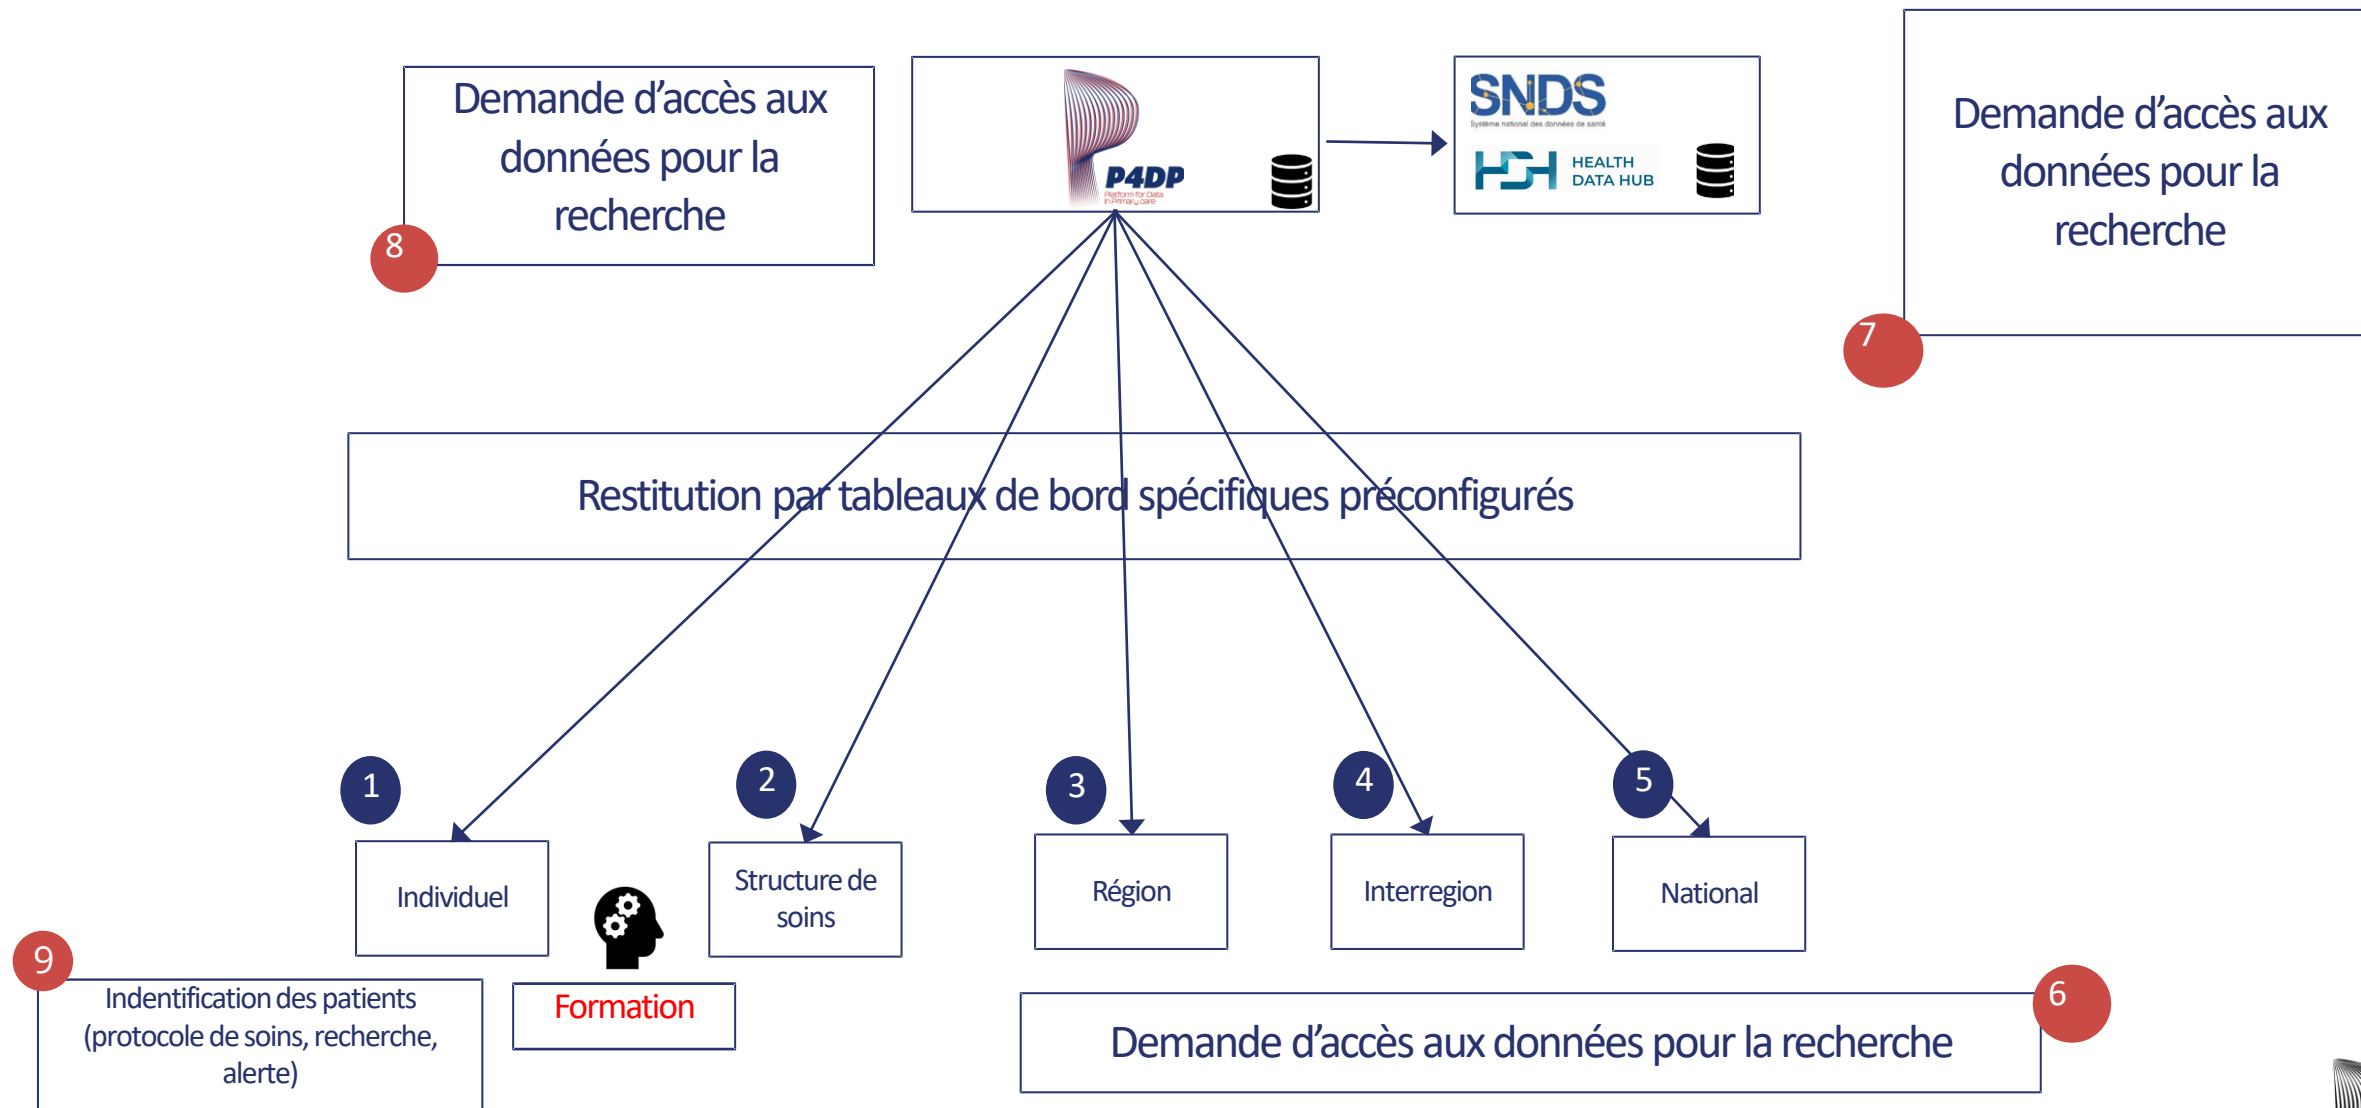 Demande d'accès aux
données pour la
recherche
8
P4DP
Platform for Data
in Primary care
SNDS
Système national des données de santé
HDH
HEALTH
DATA HUB
Demande d'accès aux
données pour la
recherche
7
Restitution par tableaux de bord spécifiques préconfigurés
1
2
3
4
5
Individuel
Structure de
soins
Région
Interregion
National
9
Indentification des patients
(protocole de soins, recherche,
alerte)
Formation
6
Demande d'accès aux données pour la recherche